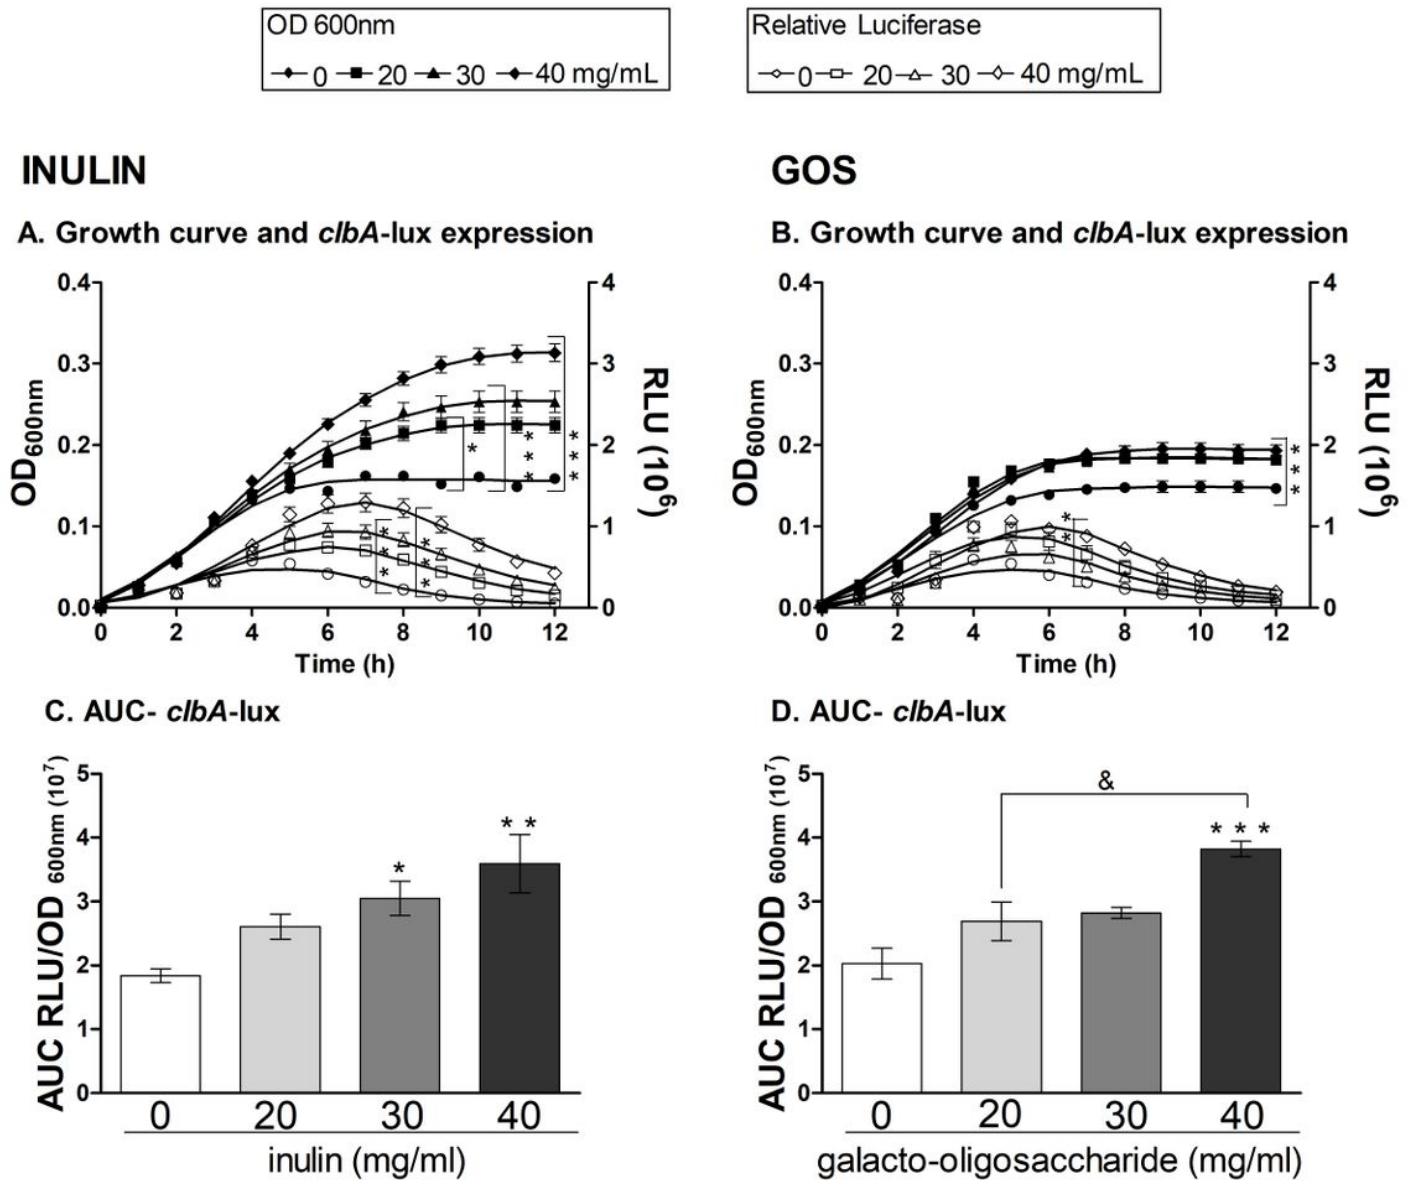 OD 600nm
0 20 30 40 mg/mL
Relative Luciferase
0 20 30 40 mg/mL
INULIN
GOS
A. Growth curve and clbA-lux expression
B. Growth curve and clbA-lux expression
OD600nm
0.4
0.3
0.2
0.1
0.0
0 2 4 6 8 10 12
Time (h)
4
3
2
1
0
RLU (10⁶)
* *** *** *** ***
OD600nm
0.4
0.3
0.2
0.1
0.0
0 2 4 6 8 10 12
Time (h)
4
3
2
1
0
RLU (10⁶)
** ***
C. AUC- clbA-lux
D. AUC- clbA-lux
AUC RLU/OD 600nm (10⁷)
5
4
3
2
1
0
* **
0 20 30 40
inulin (mg/ml)
AUC RLU/OD 600nm (10⁷)
5
4
3
2
1
0
&
* * *
0 20 30 40
galacto-oligosaccharide (mg/ml)